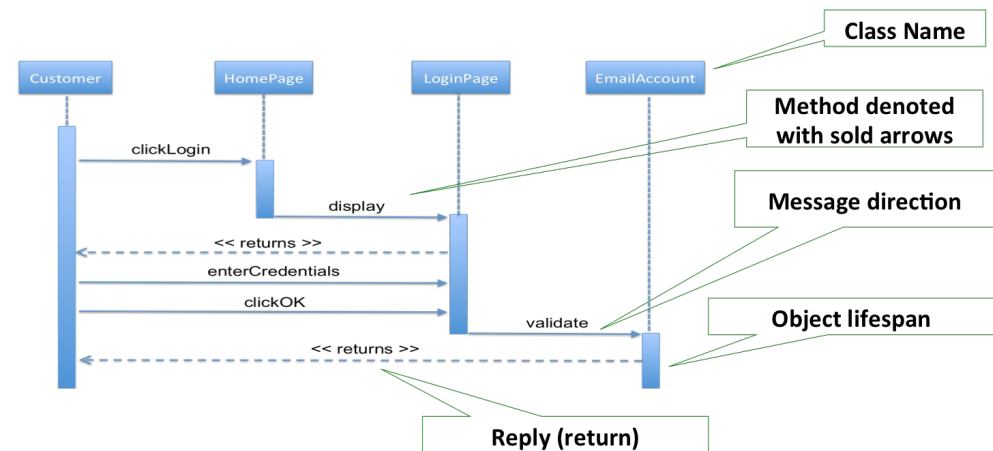 Class Name
Customer
HomePage
LoginPage
EmailAccount
Method denoted
with sold arrows
clickLogin
Message direction
display
<< returns >>
enterCredentials
clickOK
validate
Object lifespan
<< returns >>
Reply (return)